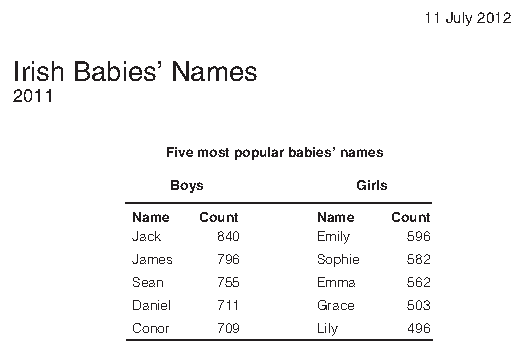 11 July 2012
Irish Babies' Names
2011
Five most popular babies' names
Boys Girls
Name Count Name Count
Jack 840 Emily 596
James 796 Sophie 582
Sean 755 Emma 562
Daniel 711 Grace 503
Conor 709 Lily 496